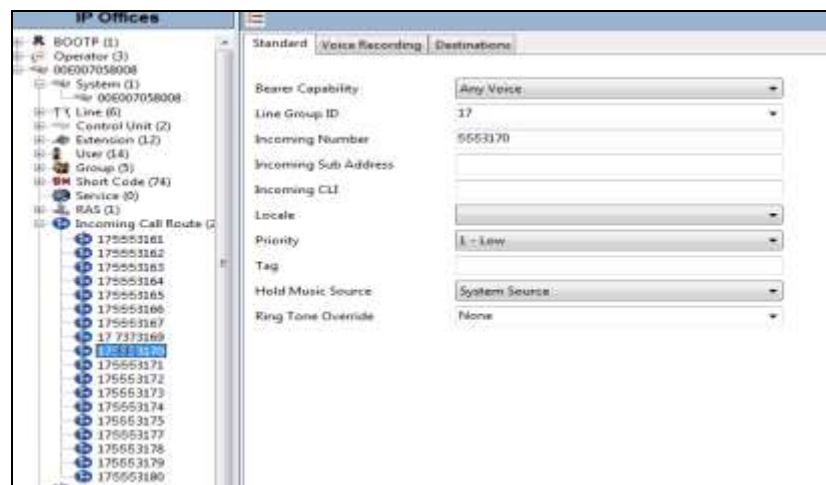 IP Offices
BOOTP (1)
Operator (3)
00E007058008
System (1)
00E007058008
Line (6)
Control Unit (2)
Extension (12)
User (14)
Group (5)
Short Code (74)
Service (0)
RAS (1)
Incoming Call Route (2
175553161
175553162
175553163
175553164
175553165
175553166
175553167
17 7373169
175553171
175553172
175553173
175553174
175553175
175553177
175553178
175553179
175553180
Standard Voice Recording Destinations
Bearer Capability Any Voice
Line Group ID 17
Incoming Number 5553170
Incoming Sub Address
Incoming CLI
Locale
Priority 1 - Low
Tag
Hold Music Source System Source
Ring Tone Override None